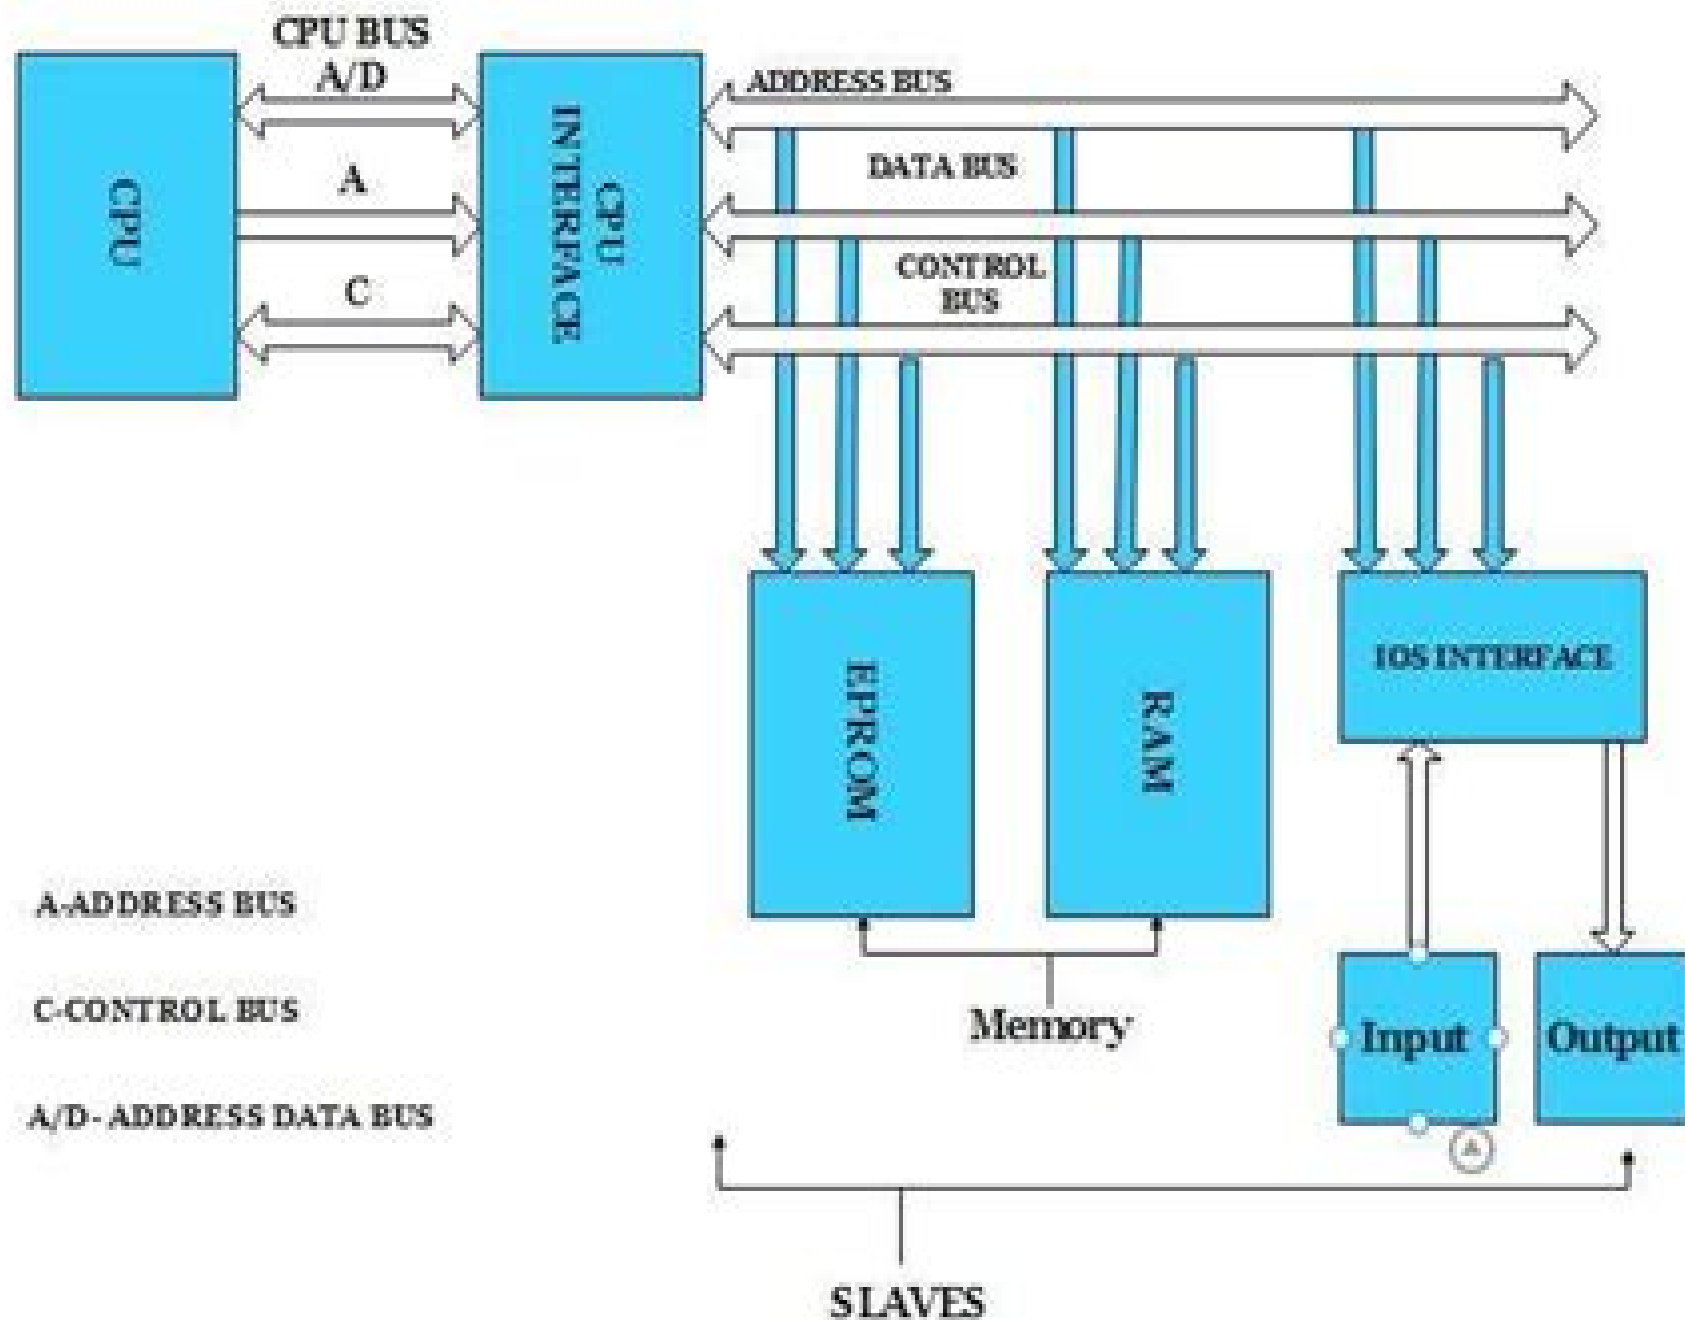 CPU BUS
A/D
ADDRESS BUS
A
DATA BUS
C
CONTROL
BUS
CPU
CPU
INTERFACE
EPROM
RAM
IOS INTERFACE
A-ADDRESS BUS
C-CONTROL BUS
A/D- ADDRESS DATA BUS
Memory
Input
Output
SLAVES